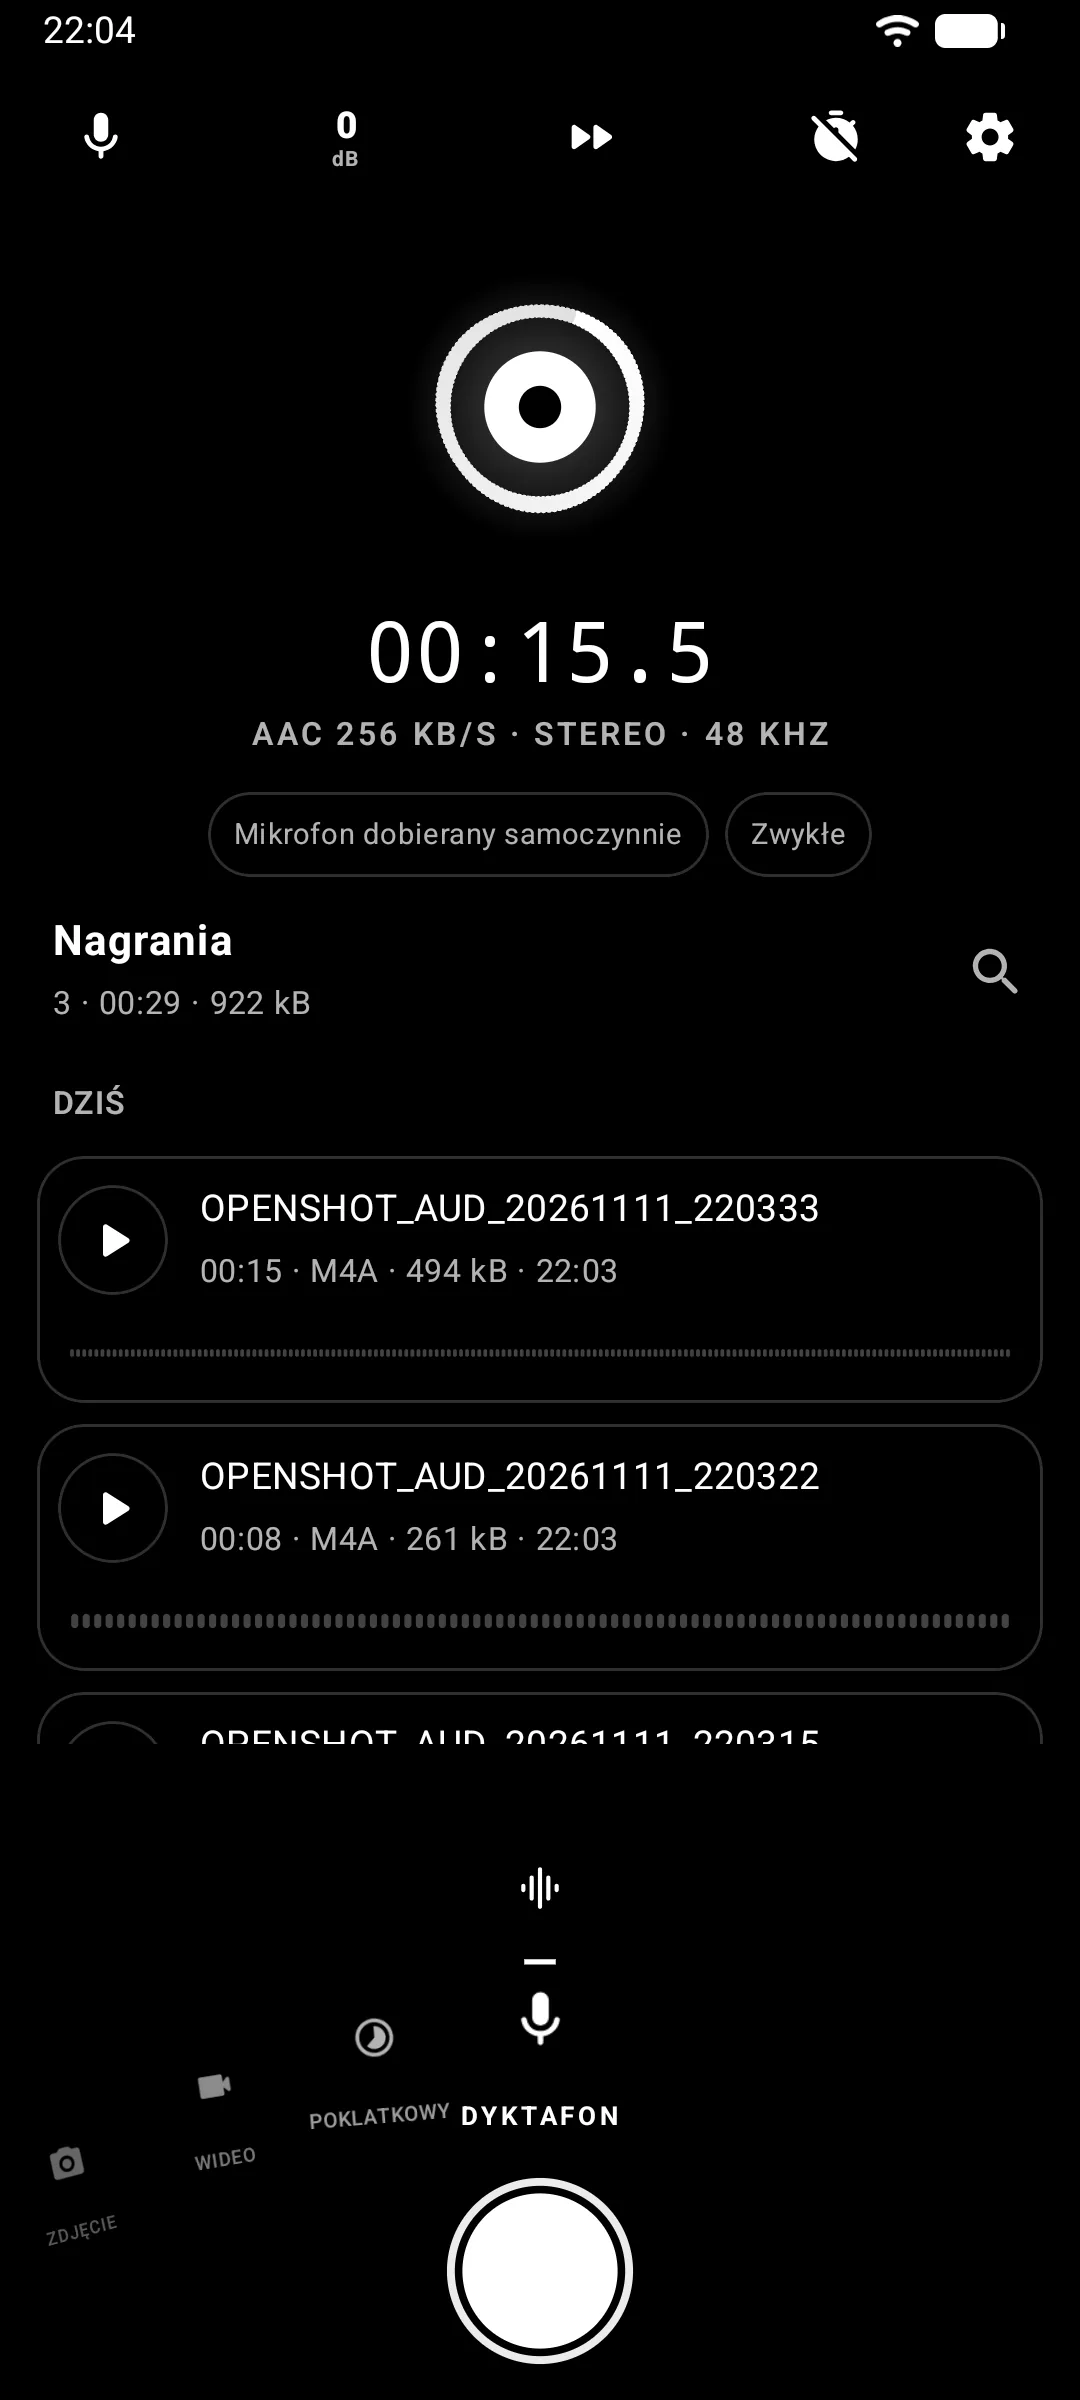 22:04
0
dB
00:15.5
AAC 256 KB/S · STEREO · 48 KHZ
Mikrofon dobierany samoczynnie
Zwykłe
Nagrania
3 · 00:29 · 922 kB
DZIŚ
OPENSHOT_AUD_20261111_220333
00:15 · M4A · 494 kB · 22:03
OPENSHOT_AUD_20261111_220322
00:08 · M4A · 261 kB · 22:03
OPENSHOT_AUD_20261111_220315
POKLATKOWY
DYKTAFON
WIDEO
ZDJĘCIE